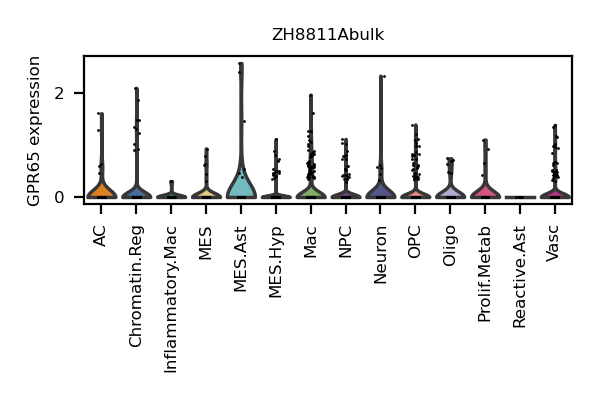 ZH8811Abulk
GPR65 expression
2
0
AC
Chromatin.Reg
Inflammatory.Mac
MES
MES.Ast
MES.Hyp
Mac
NPC
Neuron
OPC
Oligo
Prolif.Metab
Reactive.Ast
Vasc